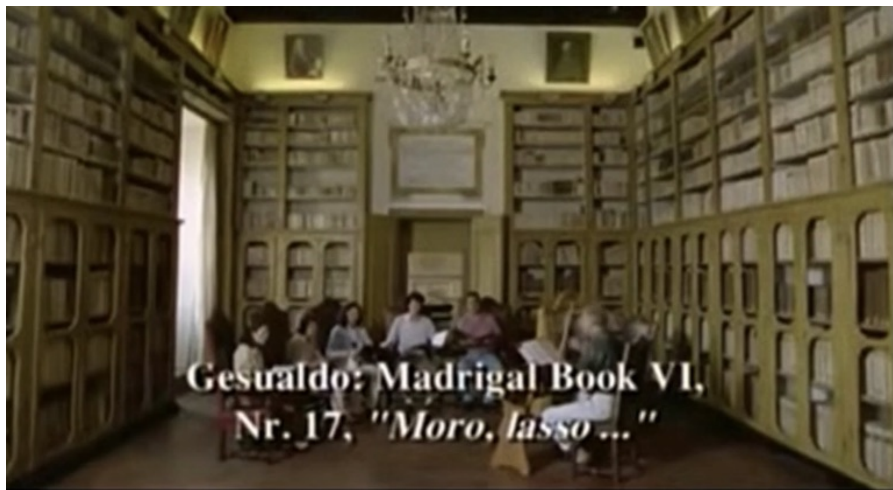 Gesualdo: Madrigal Book VI,
Nr. 17, "Moro, lasso ..."